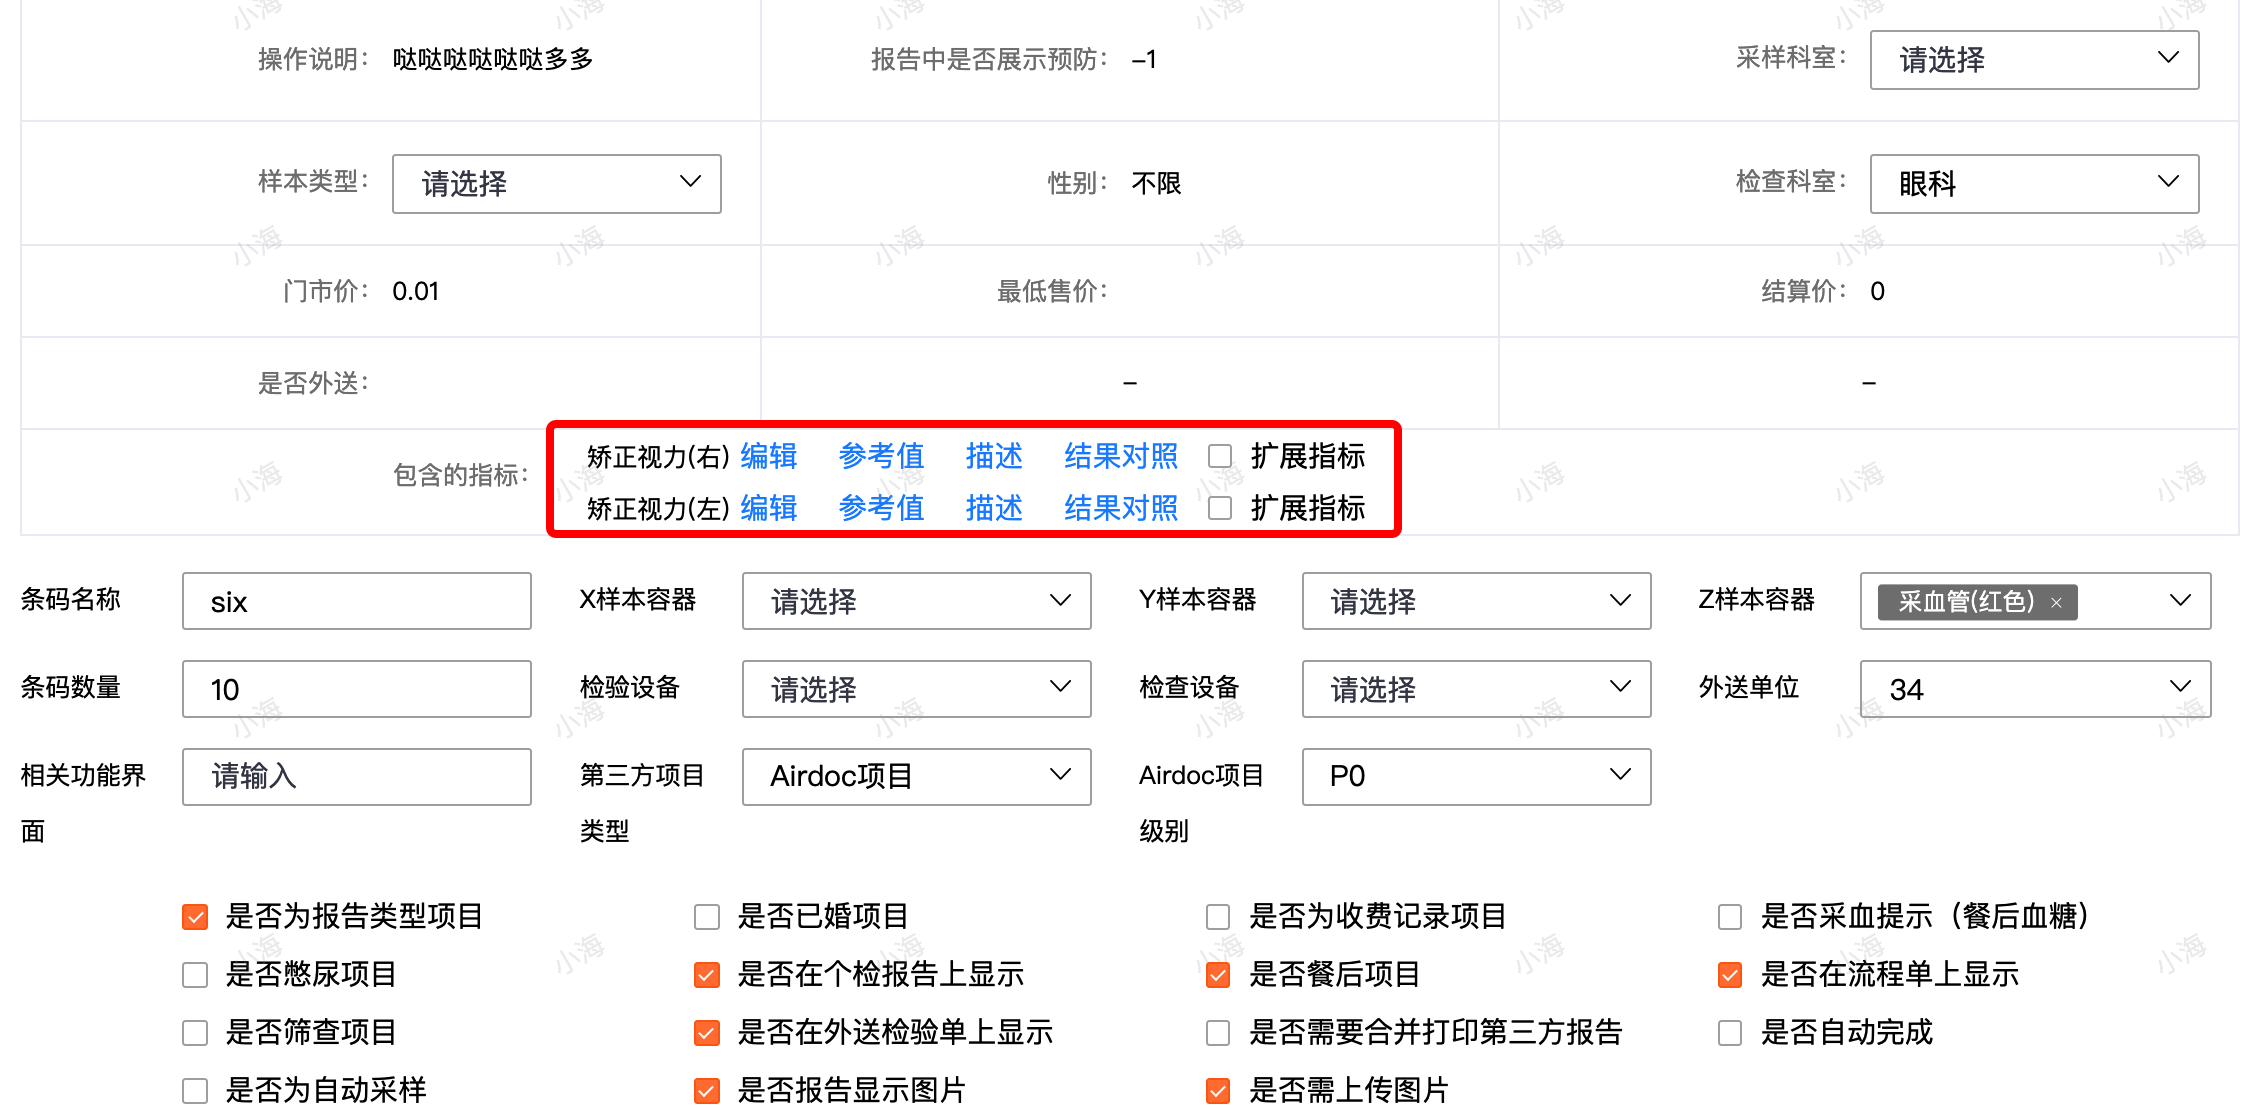 操作说明： 哒哒哒哒哒哒多多 报告中是否展示预防： –1 采样科室： 请选择
样本类型： 请选择 性别： 不限 检查科室： 眼科
门市价： 0.01 最低售价： 结算价： 0
是否外送： – –
包含的指标：
矫正视力(右) 编辑 参考值 描述 结果对照 扩展指标
矫正视力(左) 编辑 参考值 描述 结果对照 扩展指标
条码名称 six X样本容器 请选择 Y样本容器 请选择 Z样本容器 采血管(红色) ×
条码数量 10 检验设备 请选择 检查设备 请选择 外送单位 34
相关功能界面 请输入 第三方项目类型 Airdoc项目 Airdoc项目级别 P0
是否为报告类型项目 是否已婚项目 是否为收费记录项目 是否采血提示（餐后血糖）
是否憋尿项目 是否在个检报告上显示 是否餐后项目 是否在流程单上显示
是否筛查项目 是否在外送检验单上显示 是否需要合并打印第三方报告 是否自动完成
是否为自动采样 是否报告显示图片 是否需上传图片
小海